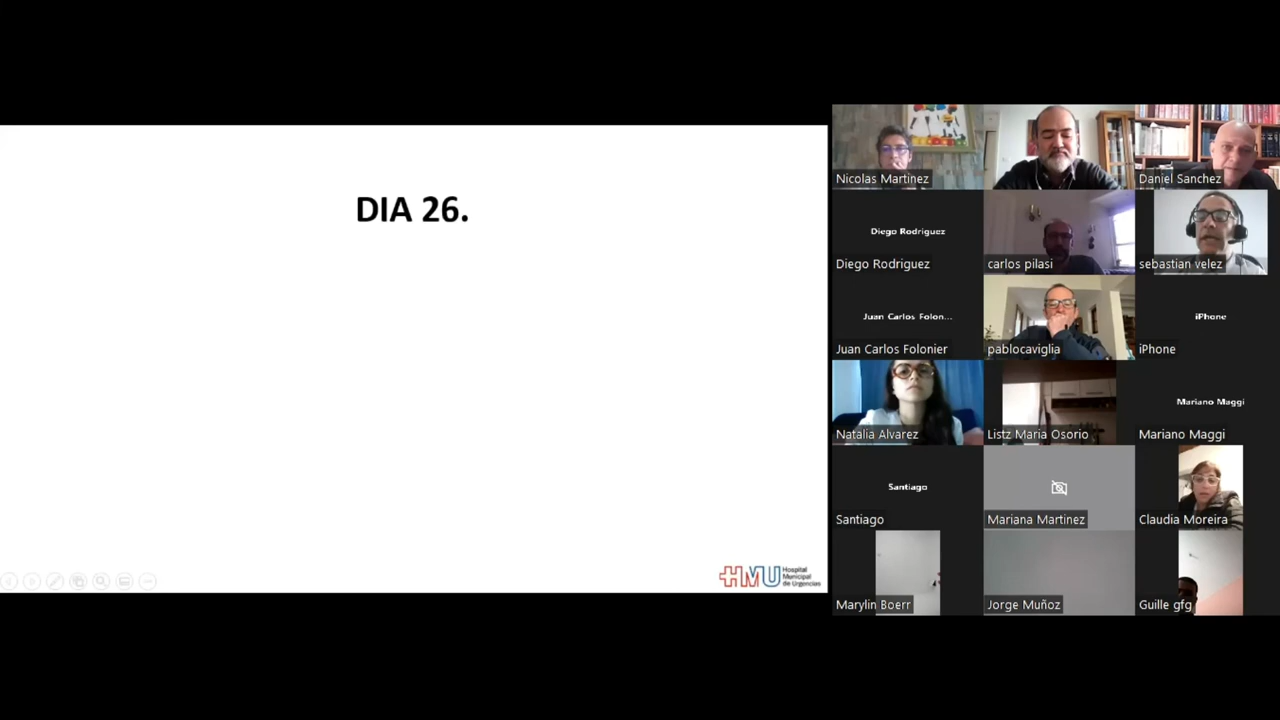 DIA 26.
HMU
Hospital
Municipal
de Urgencias
Nicolas Martinez
Daniel Sanchez
Diego Rodriguez
Diego Rodriguez
carlos pilasi
sebastian velez
Juan Carlos Folon...
Juan Carlos Folonier
pablocaviglia
iPhone
iPhone
Natalia Alvarez
Listz Maria Osorio
Mariano Maggi
Mariano Maggi
Santiago
Santiago
Mariana Martinez
Claudia Moreira
Marylin Boerr
Jorge Muñoz
Guille gfg